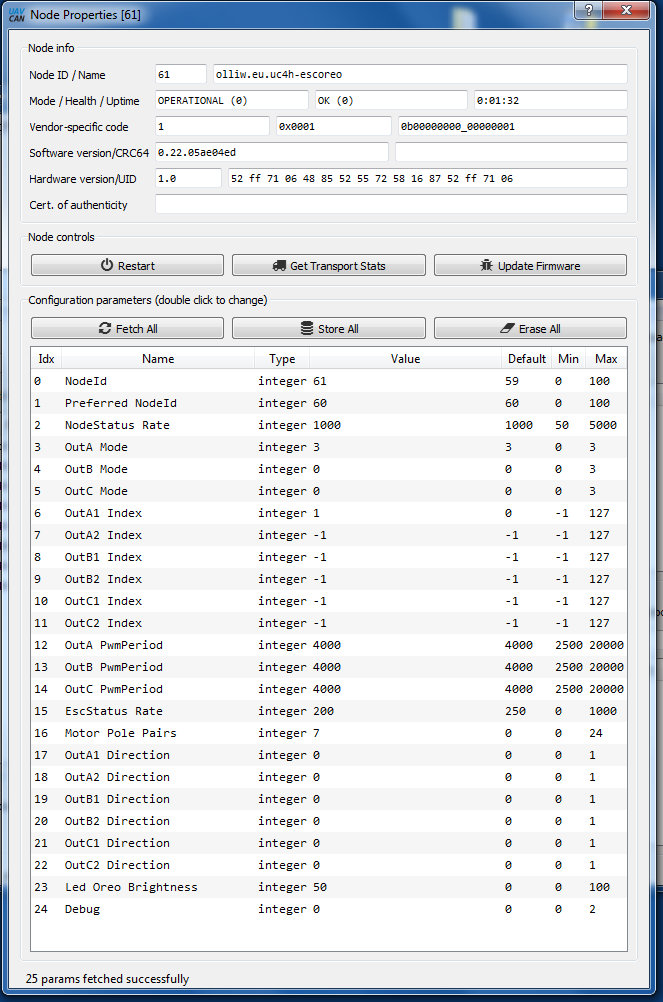 UAV CAN Node Properties [61]
Node info
Node ID / Name 61 olliw.eu.uc4h-escoreo
Mode / Health / Uptime OPERATIONAL (0) OK (0) 0:01:32
Vendor-specific code 1 0x0001 0b00000000_00000001
Software version/CRC64 0.22.05ae04ed
Hardware version/UID 1.0 52 ff 71 06 48 85 52 55 72 58 16 87 52 ff 71 06
Cert. of authenticity
Node controls
Restart Get Transport Stats Update Firmware
Configuration parameters (double click to change)
Fetch All Store All Erase All
Idx Name Type Value Default Min Max
0 NodeId integer 61 59 0 100
1 Preferred NodeId integer 60 60 0 100
2 NodeStatus Rate integer 1000 1000 50 5000
3 OutA Mode integer 3 3 0 3
4 OutB Mode integer 0 0 0 3
5 OutC Mode integer 0 0 0 3
6 OutA1 Index integer 1 0 -1 127
7 OutA2 Index integer -1 -1 -1 127
8 OutB1 Index integer -1 -1 -1 127
9 OutB2 Index integer -1 -1 -1 127
10 OutC1 Index integer -1 -1 -1 127
11 OutC2 Index integer -1 -1 -1 127
12 OutA PwmPeriod integer 4000 4000 2500 20000
13 OutB PwmPeriod integer 4000 4000 2500 20000
14 OutC PwmPeriod integer 4000 4000 2500 20000
15 EscStatus Rate integer 200 250 0 1000
16 Motor Pole Pairs integer 7 0 0 24
17 OutA1 Direction integer 0 0 0 1
18 OutA2 Direction integer 0 0 0 1
19 OutB1 Direction integer 0 0 0 1
20 OutB2 Direction integer 0 0 0 1
21 OutC1 Direction integer 0 0 0 1
22 OutC2 Direction integer 0 0 0 1
23 Led Oreo Brightness integer 50 0 0 100
24 Debug integer 0 0 0 2
25 params fetched successfully